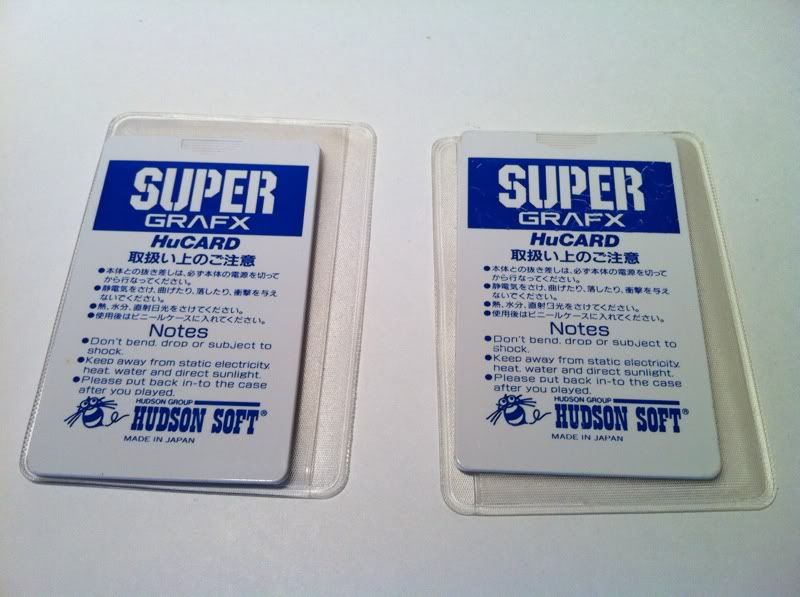 SUPER
GRAFX
HuCARD
取扱い上のご注意
●本体との抜き差しは、必ず本体の電源を切って
から行なってください。
●静電気をさけ、曲げたり、落したり、衝撃を与え
ないでください。
●熱、水分、直射日光をさけてください。
●使用後はビニールケースに入れてください。
Notes
●Don't bend, drop or subject to
shock.
●Keep away from static electricity,
heat, water and direct sunlight.
●Please put back in-to the case
after you played.
HUDSON GROUP
HUDSON SOFT®
MADE IN JAPAN
SUPER
GRAFX
HuCARD
取扱い上のご注意
●本体との抜き差しは、必ず本体の電源を切って
から行なってください。
●静電気をさけ、曲げたり、落したり、衝撃を与え
ないでください。
●熱、水分、直射日光をさけてください。
●使用後はビニールケースに入れてください。
Notes
●Don't bend, drop or subject to
shock.
●Keep away from static electricity,
heat, water and direct sunlight.
●Please put back in-to the case
after you played.
HUDSON GROUP
HUDSON SOFT®
MADE IN JAPAN